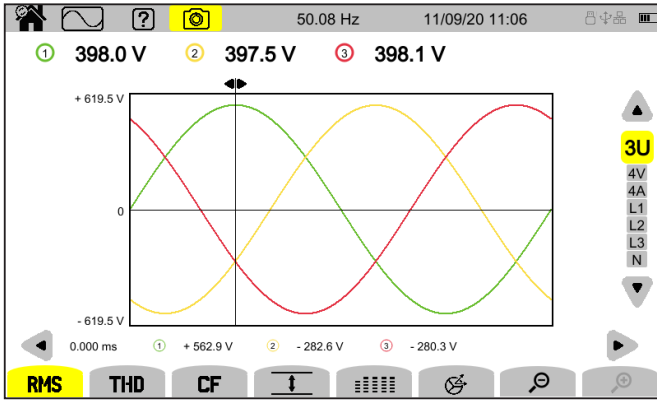 ? 50.08 Hz 11/09/20 11:06
1 398.0 V 2 397.5 V 3 398.1 V
+ 619.5 V
3U
4V
4A
L1
0
L2
L3
N
- 619.5 V
0.000 ms 1 + 562.9 V 2 - 282.6 V 3 - 280.3 V
RMS THD CF